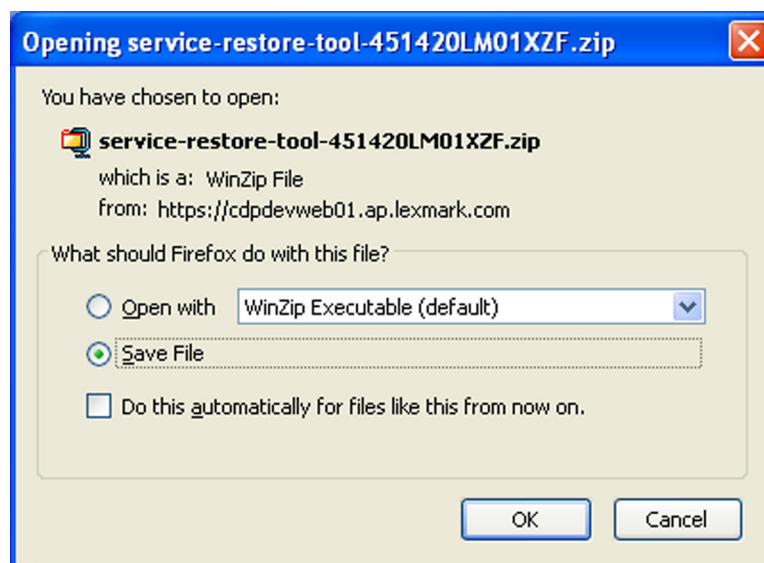 Opening service-restore-tool-451420LM01XZF.zip
You have chosen to open:
service-restore-tool-451420LM01XZF.zip
which is a: WinZip File
from: https://cdpdevweb01.ap.lexmark.com
What should Firefox do with this file?
Open with WinZip Executable (default)
Save File
Do this automatically for files like this from now on.
OK Cancel